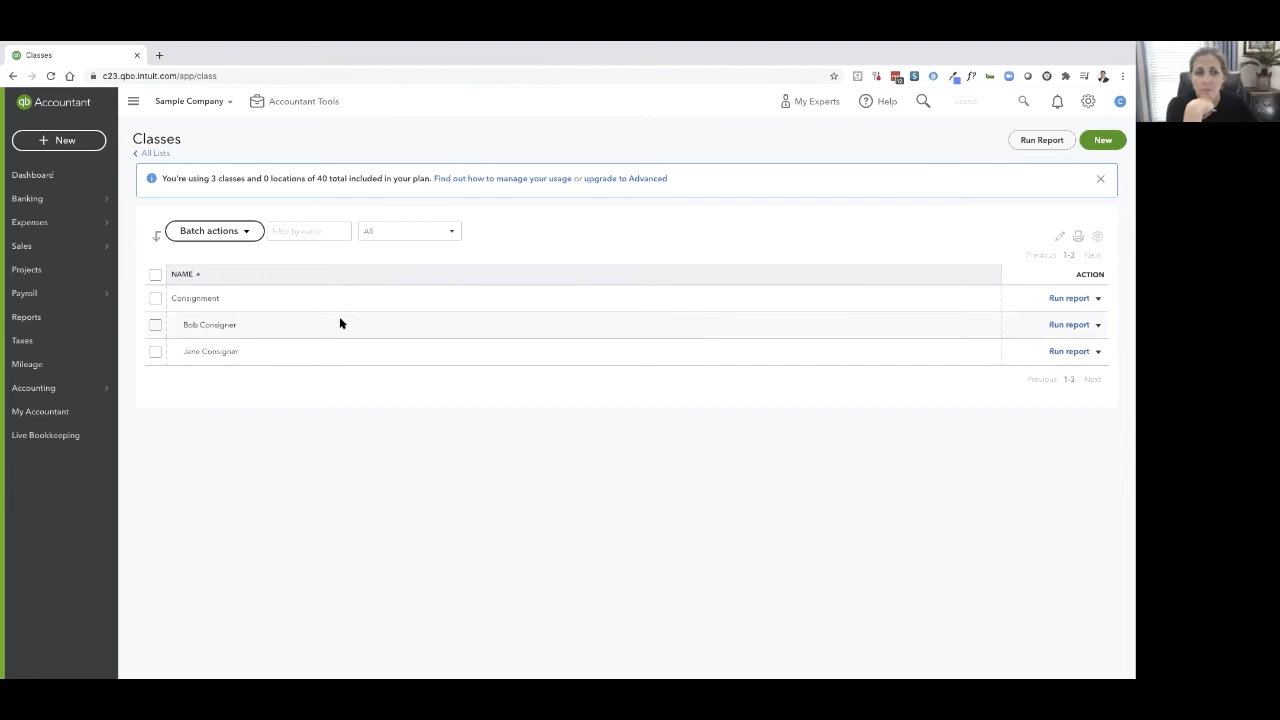 Classes
c23.qbo.intuit.com/app/class
qb Accountant
Sample Company
Accountant Tools
My Experts
Help
Search
C
+ New
Dashboard
Banking
Expenses
Sales
Projects
Payroll
Reports
Taxes
Mileage
Accounting
My Accountant
Live Bookkeeping
Classes
All Lists
Run Report
New
You're using 3 classes and 0 locations of 40 total included in your plan. Find out how to manage your usage or upgrade to Advanced
Batch actions
Filter by name
All
Previous 1-3 Next
NAME
ACTION
Consignment
Run report
Bob Consigner
Run report
Jane Consigner
Run report
Previous 1-3 Next